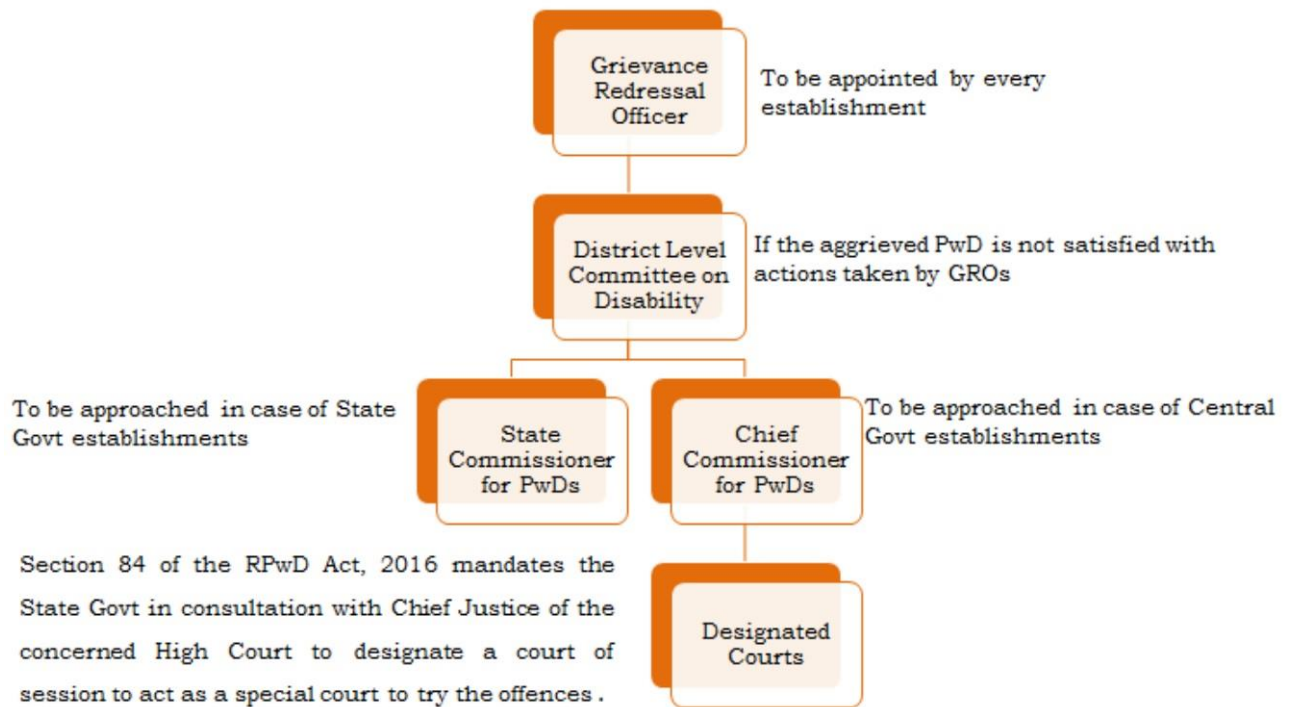 Grievance
Redressal
Officer
To be appointed by every
establishment
District Level
Committee on
Disability
If the aggrieved PwD is not satisfied with
actions taken by GROs
To be approached in case of State
Govt establishments
State
Commissioner
for PwDs
Chief
Commissioner
for PwDs
To be approached in case of Central
Govt establishments
Section 84 of the RPwD Act, 2016 mandates the
State Govt in consultation with Chief Justice of the
concerned High Court to designate a court of
session to act as a special court to try the offences .
Designated
Courts